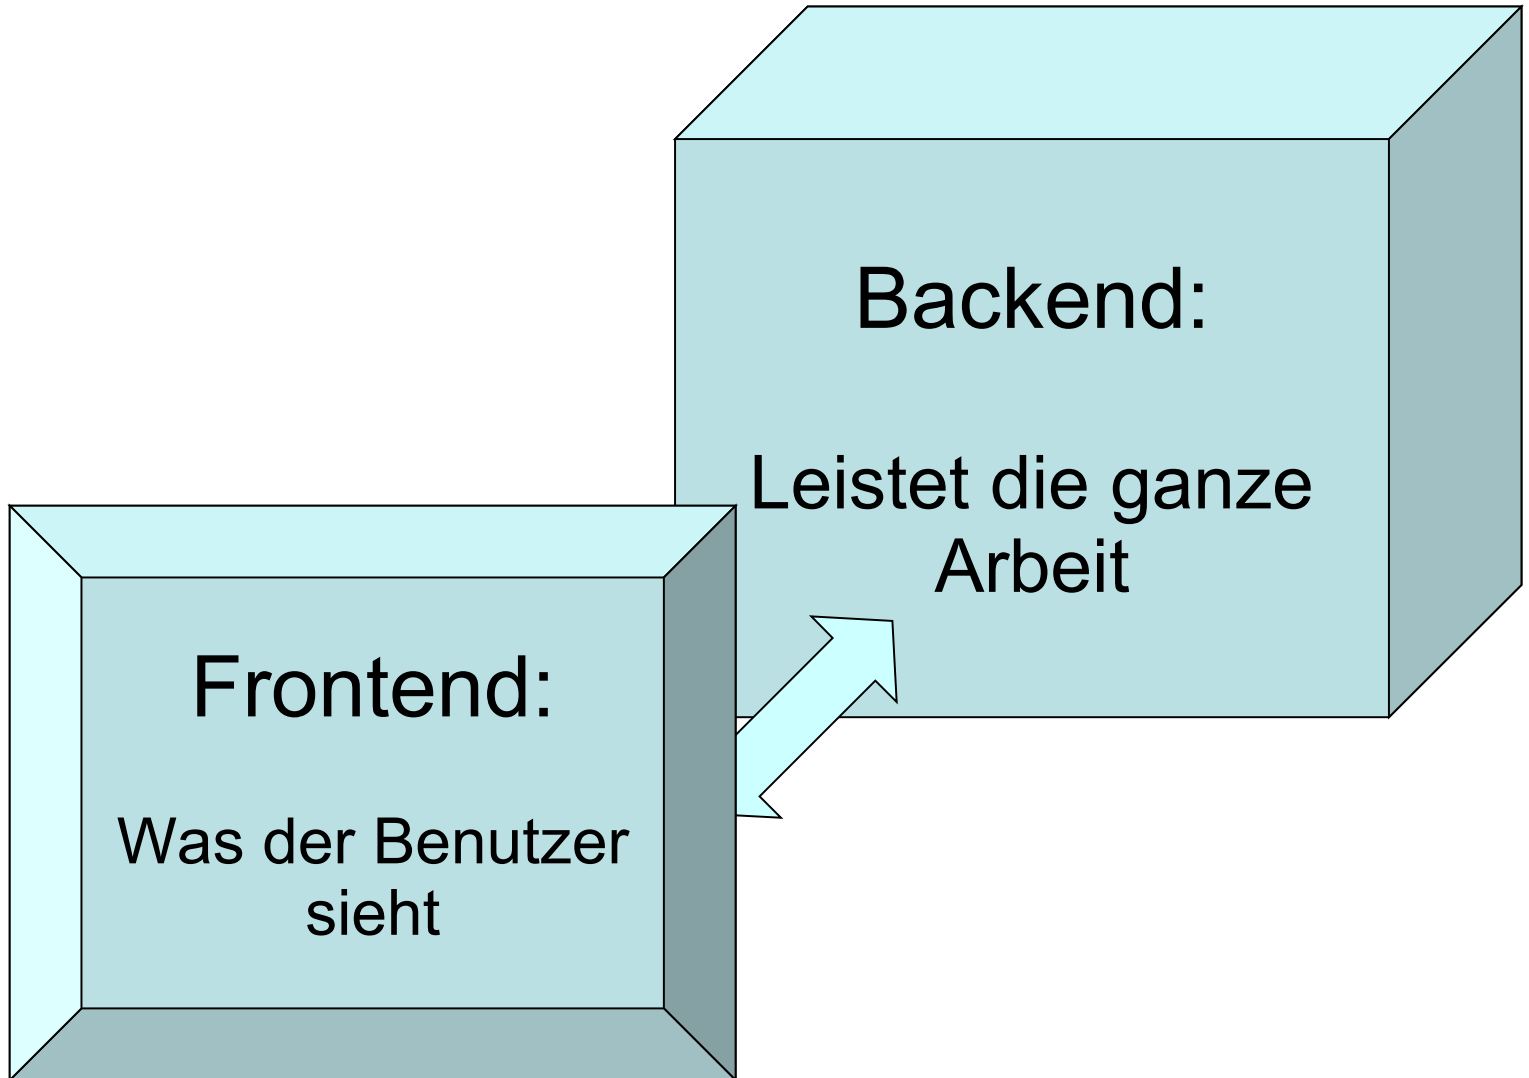 Backend:
Leistet die ganze
Arbeit
Frontend:
Was der Benutzer
sieht